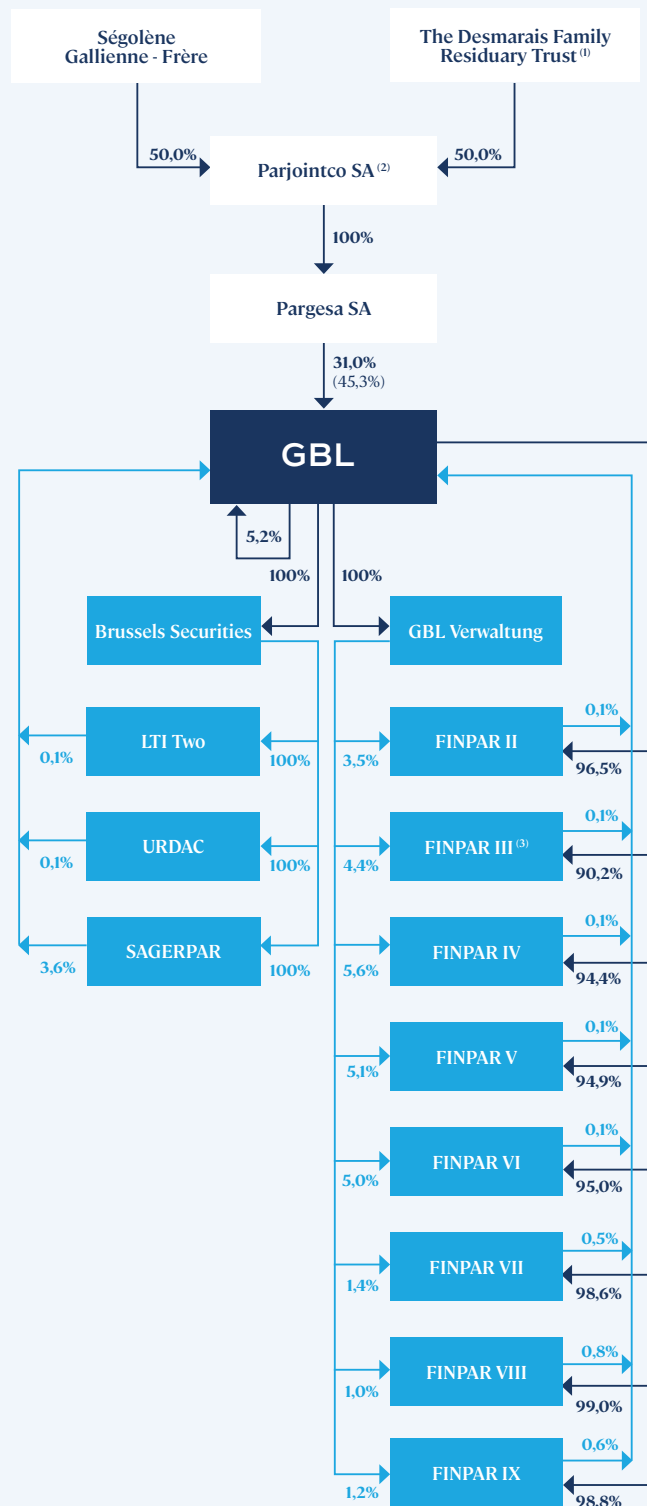 Ségolène
Gallienne - Frère
The Desmarais Family
Residuary Trust (1)
50,0%
50,0%
Parjointco SA (2)
100%
Pargesa SA
31,0%
(45,3%)
GBL
5,2%
100%
100%
Brussels Securities
GBL Verwaltung
LTI Two
0,1%
100%
3,5%
FINPAR II
0,1%
96,5%
URDAC
0,1%
100%
4,4%
FINPAR III (3)
0,1%
90,2%
SAGERPAR
3,6%
100%
5,6%
FINPAR IV
0,1%
94,4%
5,1%
FINPAR V
0,1%
94,9%
5,0%
FINPAR VI
0,1%
95,0%
1,4%
FINPAR VII
0,5%
98,6%
1,0%
FINPAR VIII
0,8%
99,0%
1,2%
FINPAR IX
0,6%
98,8%